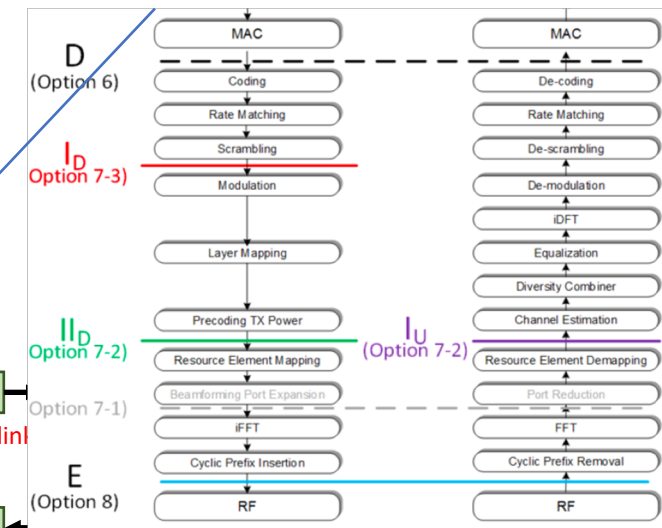 MAC
MAC
D
(Option 6)
Coding
De-coding
Rate Matching
Rate Matching
Scrambling
De-scrambling
ID
Option 7-3)
Modulation
De-modulation
iDFT
Layer Mapping
Equalization
Diversity Combiner
Precoding TX Power
Channel Estimation
IID
Option 7-2)
IU
(Option 7-2)
Resource Element Mapping
Resource Element Demapping
Beamforming Port Expansion
Port Reduction
Option 7-1)
iFFT
FFT
link
Cyclic Prefix Insertion
Cyclic Prefix Removal
E
(Option 8)
RF
RF